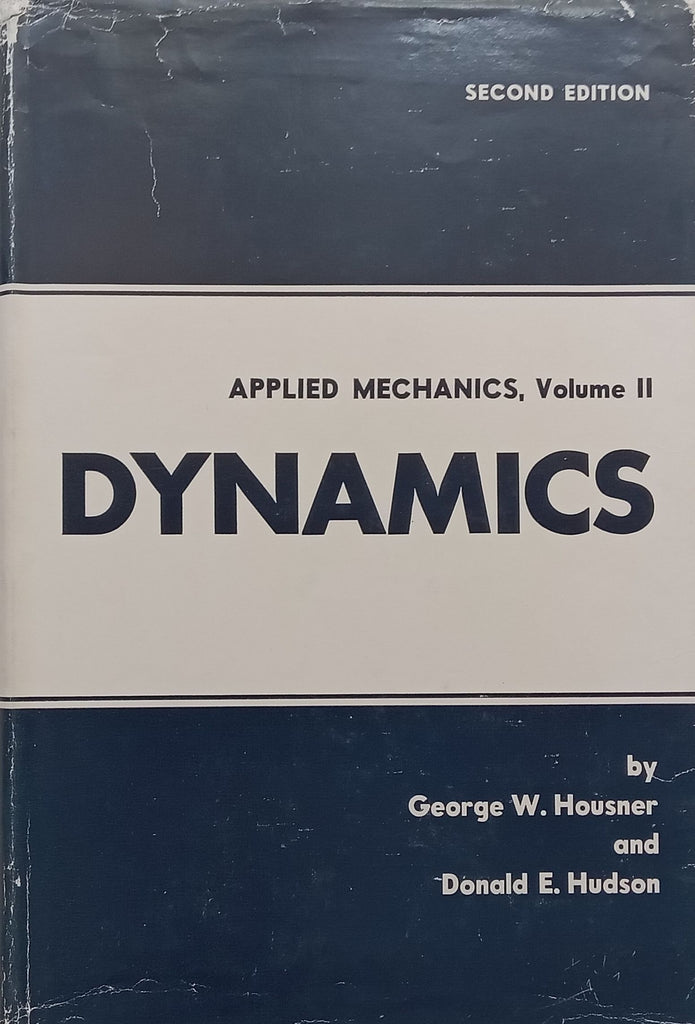 SECOND EDITION
APPLIED MECHANICS, Volume II
DYNAMICS
by
George W. Housner
and
Donald E. Hudson